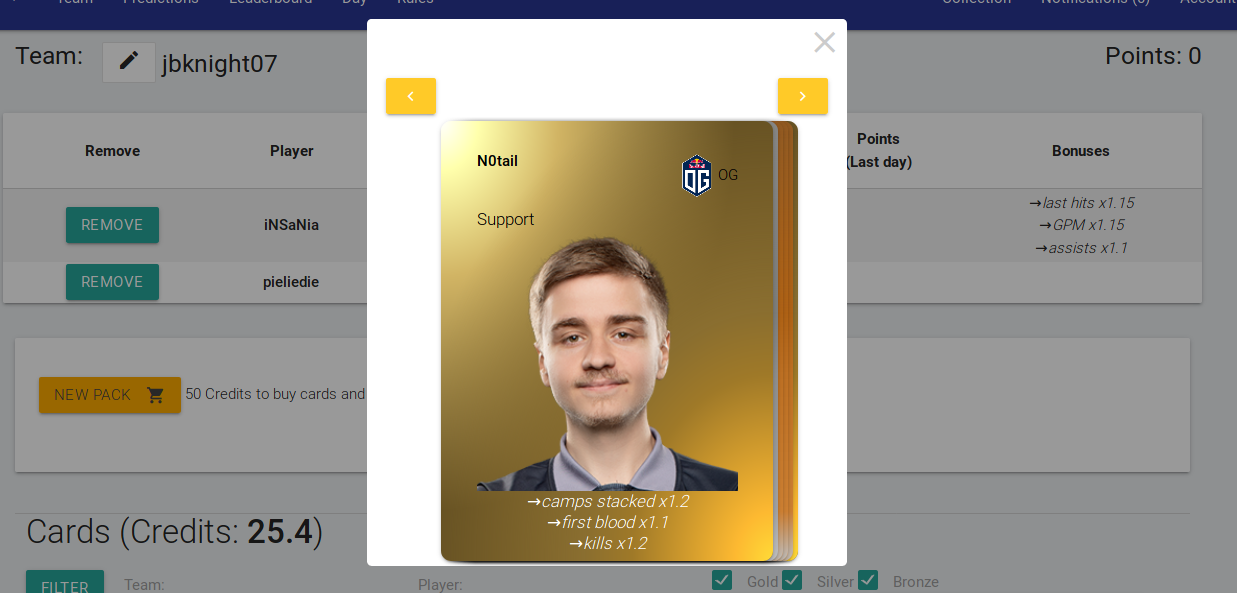 Team Predictions Leaderboard Day Rules Collection Notifications (0) Account
Team: jbknight07 Points: 0
Remove Player Points Bonuses
(Last day)
REMOVE iNSaNia
→last hits x1.15
→GPM x1.15
→assists x1.1
REMOVE pieliedie
N0tail
OG OG
Support
→camps stacked x1.2
→first blood x1.1
→kills x1.2
NEW PACK 50 Credits to buy cards and
Cards (Credits: 25.4)
FILTER Team: Player: Gold Silver Bronze